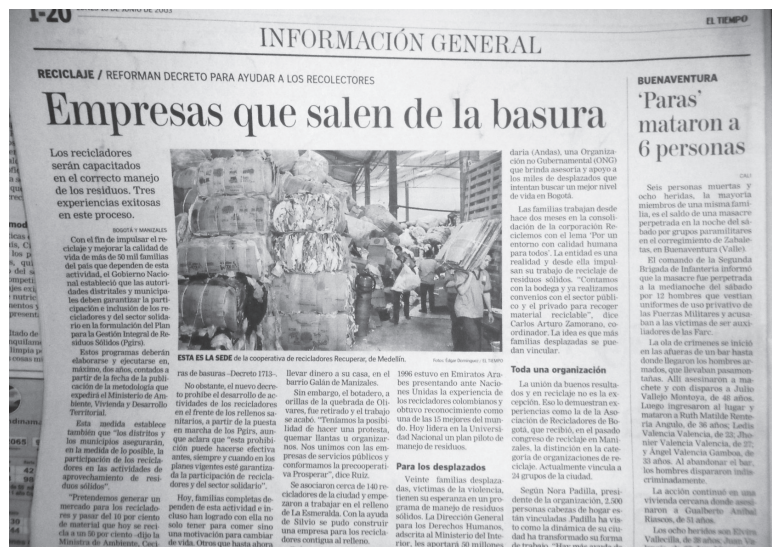 1-20
JUNIO DE 2003
EL TIEMPO
INFORMACIÓN GENERAL
RECICLAJE / REFORMAN DECRETO PARA AYUDAR A LOS RECOLECTORES
Empresas que salen de la basura
Los recicladores
serán capacitados
en el correcto manejo
de los residuos. Tres
experiencias exitosas
en este proceso.
BOGOTÁ Y MANIZALES
Con el fin de impulsar el re-
ciclaje y mejorar la calidad de
vida de más de 50 mil familias
del país que dependen de esta
actividad, el Gobierno Nacio-
nal estableció que las autori-
dades distritales y municipa-
les deben garantizar la partici-
pación e inclusión de los reci-
cladores y del sector solidario
en la formulación del Plan
para la Gestión Integral de Re-
siduos Sólidos (Pgirs).
Estos programas deberán
elaborarse y ejecutarse en,
máximo, dos años, contados a
partir de la fecha de la publi-
cación de la metodología que
expedirá el Ministerio de Am-
biente, Vivienda y Desarrollo
Territorial.
Esta medida establece
también que "los distritos y
los municipios asegurarán,
en la medida de lo posible, la
participación de los reciclado-
res en las actividades de
aprovechamiento de resi-
duos sólidos".
"Pretendemos generar un
mercado para los reciclado-
res y pasar del 10 por ciento
de material que hoy se reci-
cla a un 50 por ciento -dijo la
Ministra de Ambiente, Ceci-
ESTA ES LA SEDE de la cooperativa de recicladores Recuperar, de Medellín.
EL TIEMPO
ras de basuras -Decreto 1713-.
No obstante, el nuevo decre-
to prohíbe el desarrollo de ac-
tividades de los recicladores
en el frente de los rellenos sa-
nitarios, a partir de la puesta
en marcha de los Pgirs, aun-
que aclara que "esta prohibi-
ción puede hacerse efectiva
antes, siempre y cuando en los
planes vigentes esté garantiza
da la participación de recicla-
dores y del sector solidario".
Hoy, familias completas de-
penden de esta actividad e in-
cluso han logrado con ella no
solo tener para comer sino
una motivación para cambiar
de vida. Otros hasta ahora
llevar dinero a su casa, en el
barrio Galán de Manizales.
Sin embargo, el botadero, a
orillas de la quebrada de Oli-
vares, fue retirado y el trabajo
se acabó. "Teníamos la posibi-
lidad de hacer una protesta,
quemar llantas u organizar-
nos. Nos unimos con las em-
presas de servicios públicos y
conformamos la precooperati-
va Prosperar", dice Ruiz.
Se asociaron cerca de 140 re-
cicladores de la ciudad y empe-
zaron a trabajar en el relleno
de La Esmeralda. Con la ayuda
de Silvio se pudo construir
una empresa para los reciclado-
res contigua al relleno.
1996 estuvo en Emiratos Ára-
bes presentando ante Nacio-
nes Unidas la experiencia de
los recicladores colombianos y
obtuvo reconocimiento como
una de las 15 mejores del mun-
do. Hoy lidera en la Universi-
dad Nacional un plan piloto de
manejo de residuos.
Para los desplazados
Veinte familias desplaza-
das, víctimas de la violencia,
tienen su esperanza en un pro-
grama de manejo de residuos
sólidos. La Dirección General
para los Derechos Humanos,
adscrita al Ministerio del Inte-
rior, les aportará 50 millones
daria (Andas), una Organiza-
ción no Gubernamental (ONG)
que brinda asesoría y apoyo a
los miles de desplazados que
intentan buscar un mejor nivel
de vida en Bogotá.
Las familias trabajan desde
hace dos meses en la consoli-
dación de la corporación Re-
ciclemos con el lema 'Por un
entorno con calidad humana
para todos'. La entidad es una
realidad y desde ella impul-
san su trabajo de reciclaje de
residuos sólidos. "Contamos
con la bodega y ya realizamos
convenios con el sector públi-
co y el privado para recoger
material reciclable", dice
Carlos Arturo Zamorano, co-
ordinador. La idea es que más
familias desplazadas se pue-
dan vincular.
Toda una organización
La unión da buenos resulta-
dos y en reciclaje no es la ex-
cepción. Eso lo demuestran ex-
periencias como la de la Aso-
ciación de Recicladores de Bo-
gotá, que recibió, en el pasado
congreso de reciclaje en Mani-
zales, la distinción en la cate-
goría de organizaciones de re-
ciclaje. Actualmente vincula a
24 grupos de la ciudad.
Según Nora Padilla, presi-
denta de la organización, 2.500
personas cabezas de hogar es-
tán vinculadas. Padilla ha vis-
to como la dinámica de su ciu-
dad ha transformado su forma
BUENAVENTURA
'Paras'
mataron a
6 personas
CALI
Seis personas muertas y
ocho heridas, la mayoría
miembros de una misma fami-
lia, es el saldo de una masacre
perpetrada en la noche del sá-
bado por grupos paramilitares
en el corregimiento de Zabale-
tas, en Buenaventura (Valle).
El comando de la Segunda
Brigada de Infantería informó
que la masacre fue perpetrada
a la medianoche del sábado
por 12 hombres que vestían
uniformes de uso privativo de
las Fuerzas Militares y acusa-
ban a las víctimas de ser auxi-
liadores de las Farc.
La ola de crímenes se inició
en las afueras de un bar hasta
donde llegaron los hombres ar-
mados, que llevaban pasamon-
tañas. Allí asesinaron a ma-
chete y con disparos a Julio
Vallejo Montoya, de 48 años.
Luego ingresaron al lugar y
mataron a Ruth Matilde Rente-
ría Angulo, de 36 años; Ledis
Valencia Valencia, de 22; Jho-
nier Valencia Valencia, de 27;
y Ángel Valencia Gamboa, de
33 años. Al abandonar el bar,
los hombres dispararon indis-
criminadamente.
La acción continuó en una
vivienda cercana donde asesi-
naron a Gualberto Aníbal
Riascos, de 51 años.
Los ocho heridos son Elvira